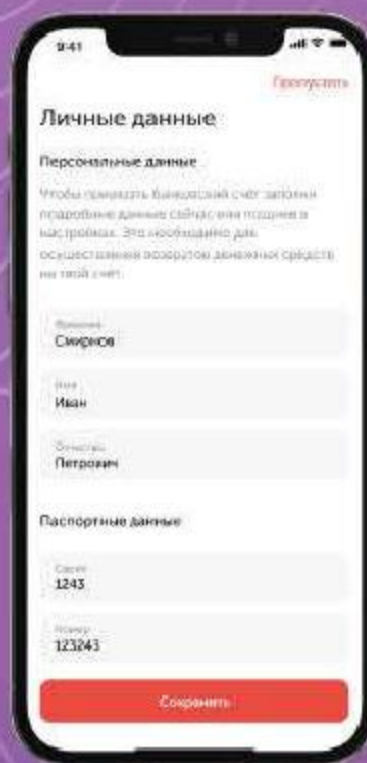 9:41
Пропустить
Личные данные
Персональные данные
Чтобы привязать банковский счёт заполни
подробные данные сейчас или позднее в
настройках. Это необходимо для
осуществления возвратов денежных средств
на твой счёт.
Фамилия
Смирнов
Имя
Иван
Отчество
Петрович
Паспортные данные
Серия
1243
Номер
123243
Сохранить